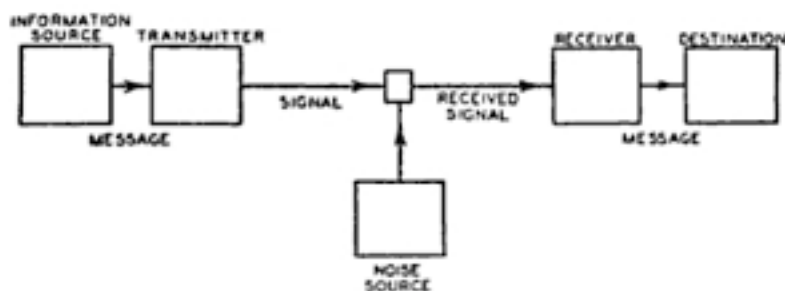 INFORMATION
SOURCE
TRANSMITTER
RECEIVER
DESTINATION
SIGNAL
RECEIVED
SIGNAL
MESSAGE
MESSAGE
NOISE
SOURCE